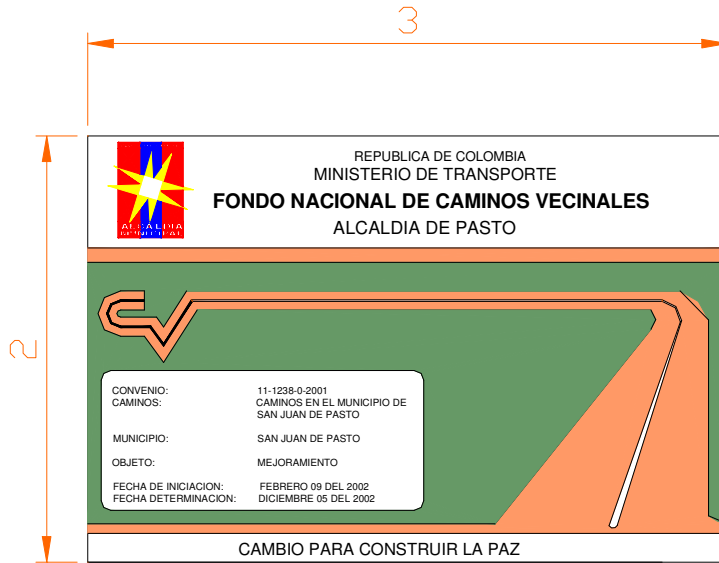 3
2
REPUBLICA DE COLOMBIA
MINISTERIO DE TRANSPORTE
FONDO NACIONAL DE CAMINOS VECINALES
ALCALDIA DE PASTO
ALCALDIA
MUNICIPAL
CONVENIO: 11-1238-0-2001
CAMINOS: CAMINOS EN EL MUNICIPIO DE
SAN JUAN DE PASTO
MUNICIPIO: SAN JUAN DE PASTO
OBJETO: MEJORAMIENTO
FECHA DE INICIACION: FEBRERO 09 DEL 2002
FECHA DETERMINACION: DICIEMBRE 05 DEL 2002
CAMBIO PARA CONSTRUIR LA PAZ